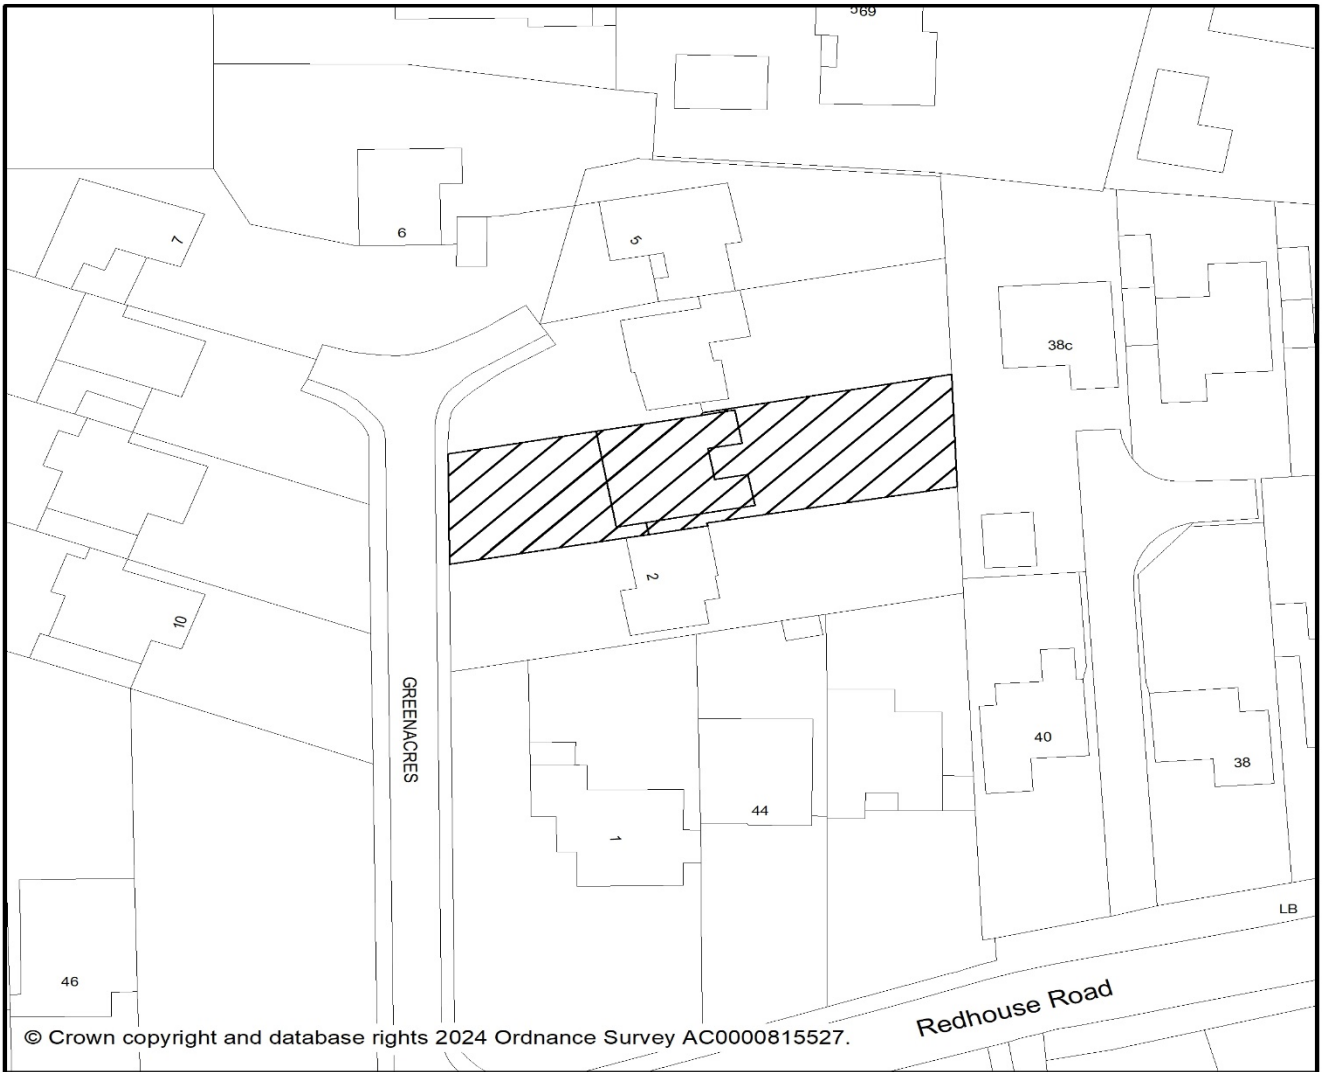 569
7
6
5
38c
2
10
GREENACRES
40
38
44
1
LB
46
Redhouse Road
© Crown copyright and database rights 2024 Ordnance Survey AC0000815527.